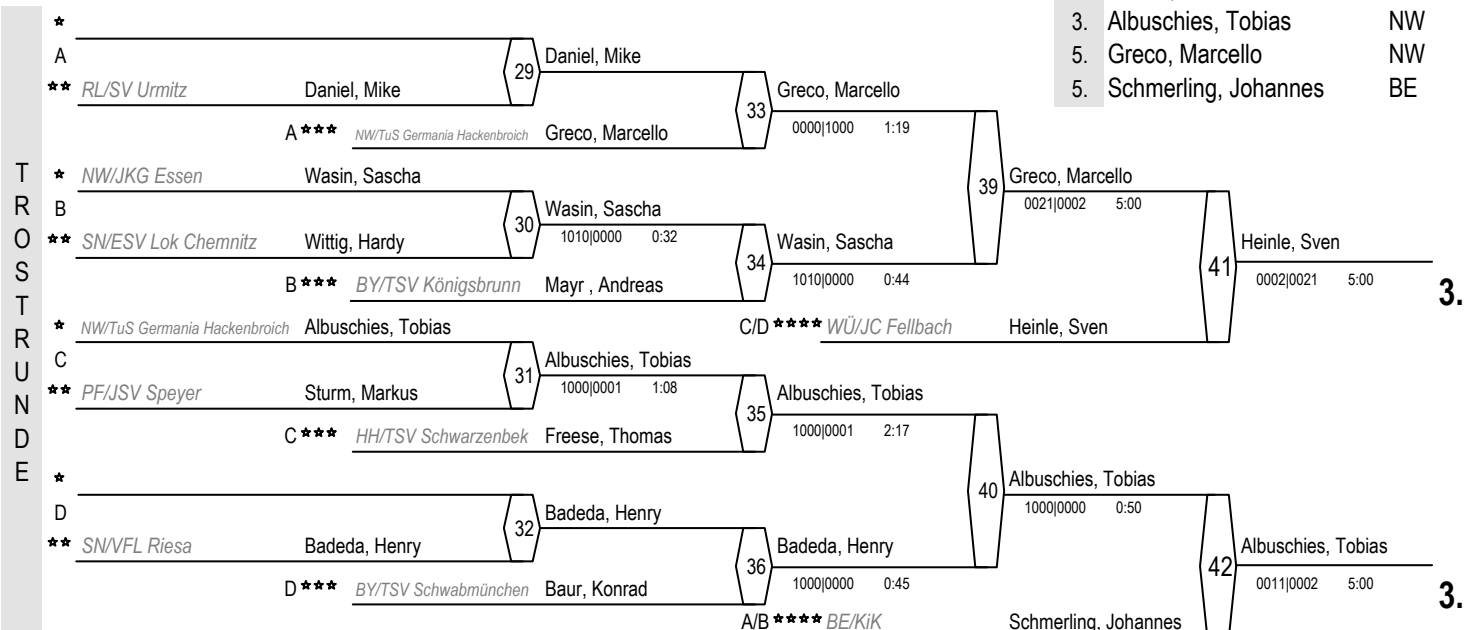 3. Albuschies, Tobias NW
5. Greco, Marcello NW
5. Schmerling, Johannes BE
TROSTRUNDE
A
29
Daniel, Mike
** RL/SV Urmitz Daniel, Mike
33
Greco, Marcello
0000|1000 1:19
A *** NW/TuS Germania Hackenbroich Greco, Marcello
39
Greco, Marcello
0021|0002 5:00
* NW/JKG Essen Wasin, Sascha
B
30
Wasin, Sascha
1010|0000 0:32
** SN/ESV Lok Chemnitz Wittig, Hardy
34
Wasin, Sascha
1010|0000 0:44
B *** BY/TSV Königsbrunn Mayr , Andreas
41
Heinle, Sven
0002|0021 5:00
3.
* NW/TuS Germania Hackenbroich Albuschies, Tobias
C/D **** WÜ/JC Fellbach Heinle, Sven
C
31
Albuschies, Tobias
1000|0001 1:08
** PF/JSV Speyer Sturm, Markus
35
Albuschies, Tobias
1000|0001 2:17
C *** HH/TSV Schwarzenbek Freese, Thomas
*
40
Albuschies, Tobias
1000|0000 0:50
D
32
Badeda, Henry
** SN/VFL Riesa Badeda, Henry
36
Badeda, Henry
1000|0000 0:45
42
Albuschies, Tobias
0011|0002 5:00
3.
D *** BY/TSV Schwabmünchen Baur, Konrad
A/B **** BE/KiK Schmerling, Johannes